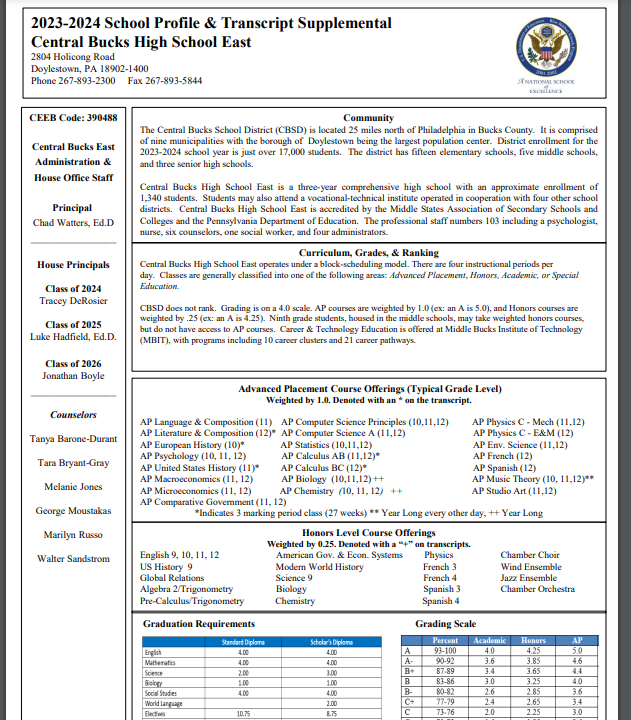 2023-2024 School Profile & Transcript Supplemental
Central Bucks High School East
2804 Holicong Road
Doylestown, PA 18902-1400
Phone 267-893-2300 Fax 267-893-5844
A NATIONAL SCHOOL
of
EXCELLENCE
CEEB Code: 390488
Central Bucks East
Administration &
House Office Staff
Principal
Chad Watters, Ed.D
House Principals
Class of 2024
Tracey DeRosier
Class of 2025
Luke Hadfield, Ed.D.
Class of 2026
Jonathan Boyle
Counselors
Tanya Barone-Durant
Tara Bryant-Gray
Melanie Jones
George Moustakas
Marilyn Russo
Walter Sandstrom
Community
The Central Bucks School District (CBSD) is located 25 miles north of Philadelphia in Bucks County. It is comprised
of nine municipalities with the borough of Doylestown being the largest population center. District enrollment for the
2023-2024 school year is just over 17,000 students. The district has fifteen elementary schools, five middle schools,
and three senior high schools.
Central Bucks High School East is a three-year comprehensive high school with an approximate enrollment of
1,340 students. Students may also attend a vocational-technical institute operated in cooperation with four other school
districts. Central Bucks High School East is accredited by the Middle States Association of Secondary Schools and
Colleges and the Pennsylvania Department of Education. The professional staff numbers 103 including a psychologist,
nurse, six counselors, one social worker, and four administrators.
Curriculum, Grades, & Ranking
Central Bucks High School East operates under a block-scheduling model. There are four instructional periods per
day. Classes are generally classified into one of the following areas: Advanced Placement, Honors, Academic, or Special
Education.
CBSD does not rank. Grading is on a 4.0 scale. AP courses are weighted by 1.0 (ex: an A is 5.0), and Honors courses are
weighted by .25 (ex: an A is 4.25). Ninth grade students, housed in the middle schools, may take weighted honors courses,
but do not have access to AP courses. Career & Technology Education is offered at Middle Bucks Institute of Technology
(MBIT), with programs including 10 career clusters and 21 career pathways.
Advanced Placement Course Offerings (Typical Grade Level)
Weighted by 1.0. Denoted with an * on the transcript.
AP Language & Composition (11) AP Computer Science Principles (10,11,12) AP Physics C - Mech (11,12)
AP Literature & Composition (12)* AP Computer Science A (11,12) AP Physics C - E&M (12)
AP European History (10)* AP Statistics (10,11,12) AP Env. Science (11,12)
AP Psychology (10, 11, 12) AP Calculus AB (11,12)* AP French (12)
AP United States History (11)* AP Calculus BC (12)* AP Spanish (12)
AP Macroeconomics (11, 12) AP Biology (10,11,12) ++ AP Music Theory (10, 11,12)**
AP Microeconomics (11, 12) AP Chemistry (10, 11, 12) ++ AP Studio Art (11,12)
AP Comparative Government (11, 12)
*Indicates 3 marking period class (27 weeks) ** Year Long every other day, ++ Year Long
Honors Level Course Offerings
Weighted by 0.25. Denoted with a "+" on transcripts.
English 9, 10, 11, 12 American Gov. & Econ. Systems Physics Chamber Choir
US History 9 Modern World History French 3 Wind Ensemble
Global Relations Science 9 French 4 Jazz Ensemble
Algebra 2/Trigonometry Biology Spanish 3 Chamber Orchestra
Pre-Calculus/Trigonometry Chemistry Spanish 4
Graduation Requirements
Standard Diploma Scholar's Diploma
English 4.00 4.00
Mathematics 4.00 4.00
Science 2.00 3.00
Biology 1.00 1.00
Social Studies 4.00 4.00
World Language 2.00
Electives 10.75 8.75
Grading Scale
Percent Academic Honors AP
A 93-100 4.0 4.25 5.0
A- 90-92 3.6 3.85 4.6
B+ 87-89 3.4 3.65 4.4
B 83-86 3.0 3.25 4.0
B- 80-82 2.6 2.85 3.6
C+ 77-79 2.4 2.65 3.4
C 73-76 2.0 2.25 3.0